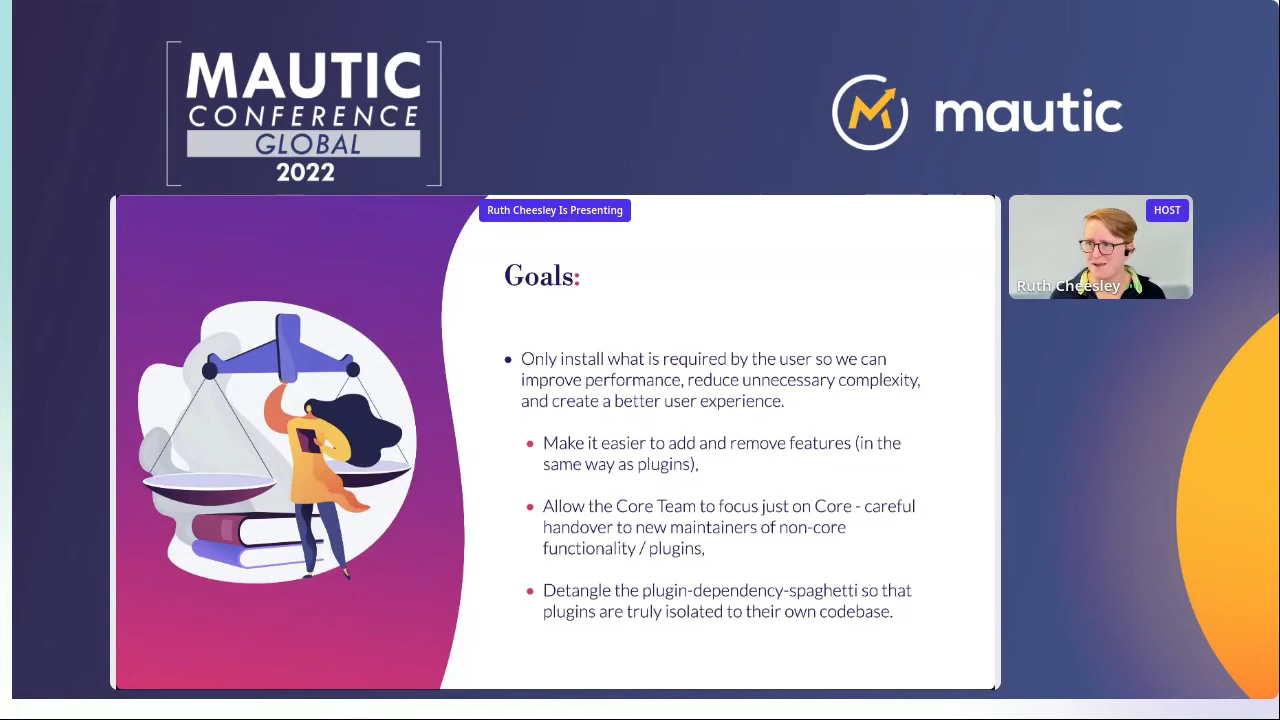 MAUTIC
CONFERENCE
GLOBAL
2022
mautic
Ruth Cheesley Is Presenting
HOST
Ruth Cheesley
Goals:
• Only install what is required by the user so we can
improve performance, reduce unnecessary complexity,
and create a better user experience.
• Make it easier to add and remove features (in the
same way as plugins),
• Allow the Core Team to focus just on Core - careful
handover to new maintainers of non-core
functionality / plugins,
• Detangle the plugin-dependency-spaghetti so that
plugins are truly isolated to their own codebase.